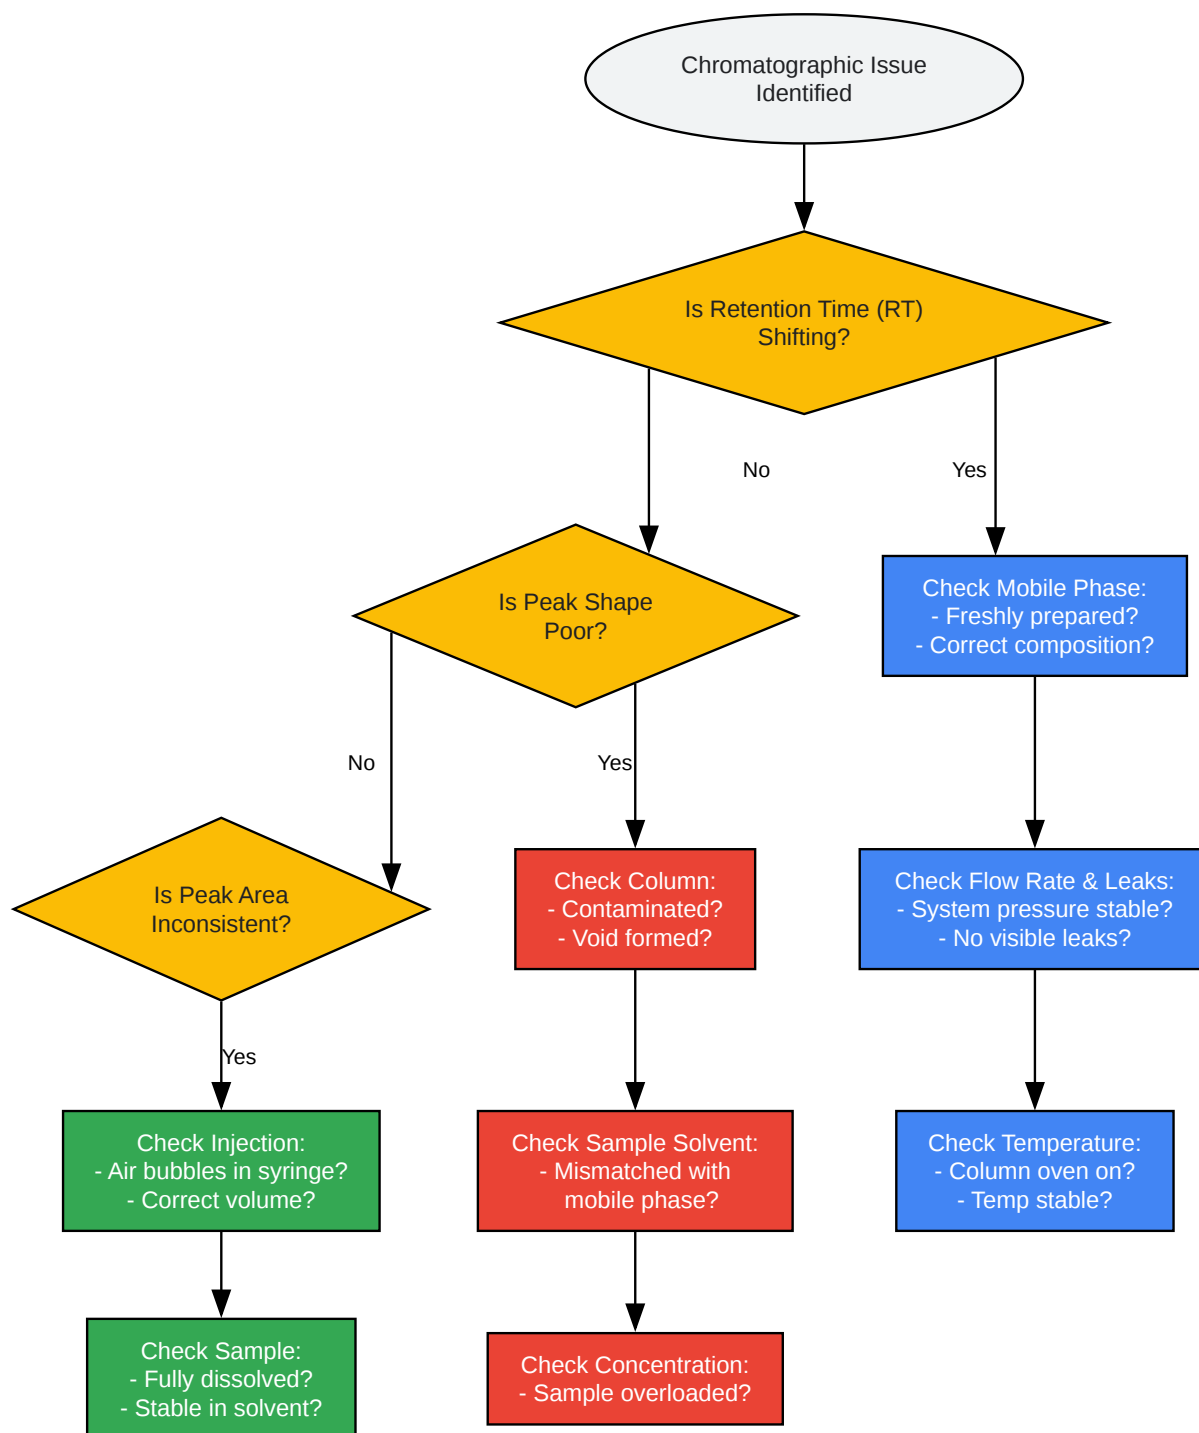 Chromatographic Issue
Identified
Is Retention Time (RT)
Shifting?
No
Yes
Is Peak Shape
Poor?
Check Mobile Phase:
- Freshly prepared?
- Correct composition?
No
Yes
Is Peak Area
Inconsistent?
Check Column:
- Contaminated?
- Void formed?
Check Flow Rate & Leaks:
- System pressure stable?
- No visible leaks?
Yes
Check Injection:
- Air bubbles in syringe?
- Correct volume?
Check Sample Solvent:
- Mismatched with
mobile phase?
Check Temperature:
- Column oven on?
- Temp stable?
Check Sample:
- Fully dissolved?
- Stable in solvent?
Check Concentration:
- Sample overloaded?